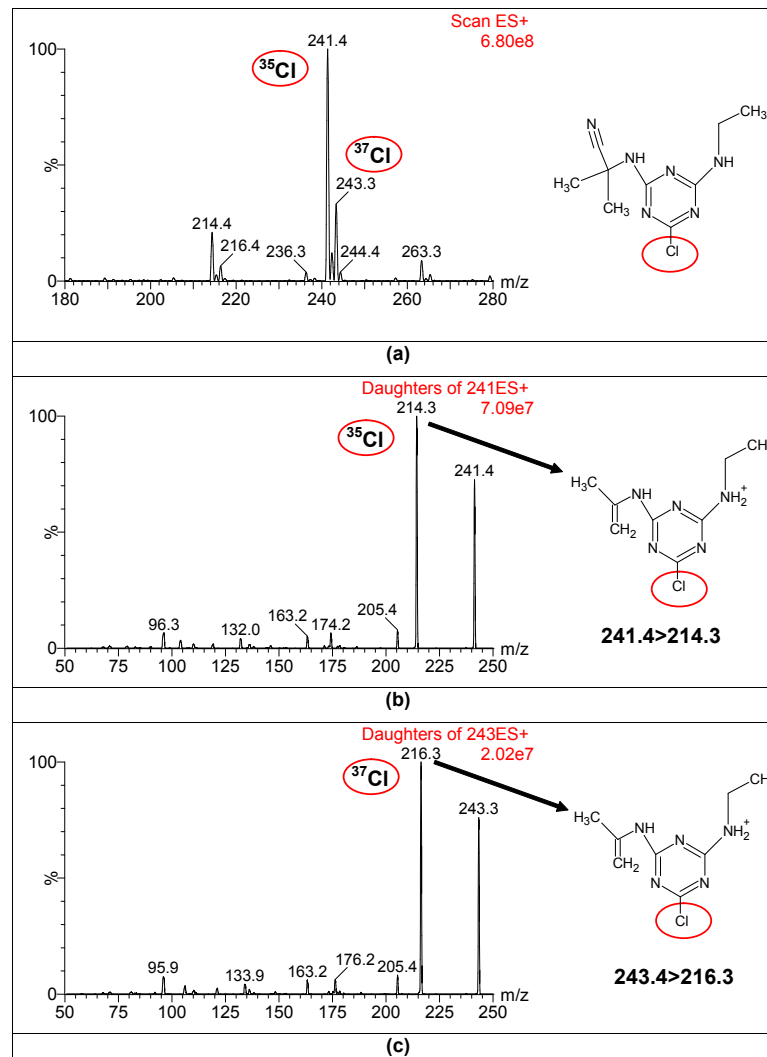 Scan ES+
6.80e8
100
%
0
241.4
³⁵Cl
³⁷Cl
243.3
214.4
216.4
236.3
244.4
263.3
180 200 220 240 260 280 m/z
N
NH
H₃C
CH₃
N
N
N
NH
CH₃
Cl
(a)
Daughters of 241ES+
7.09e7
100
%
0
214.3
³⁵Cl
241.4
96.3
132.0
163.2
174.2
205.4
50 75 100 125 150 175 200 225 250 m/z
H₃C
NH
CH₂
N
N
N
NH₂⁺
CH
Cl
241.4>214.3
(b)
Daughters of 243ES+
2.02e7
100
%
0
216.3
³⁷Cl
243.3
95.9
133.9
163.2
176.2
205.4
50 75 100 125 150 175 200 225 250 m/z
H₃C
NH
CH₂
N
N
N
NH₂⁺
CH
Cl
243.4>216.3
(c)